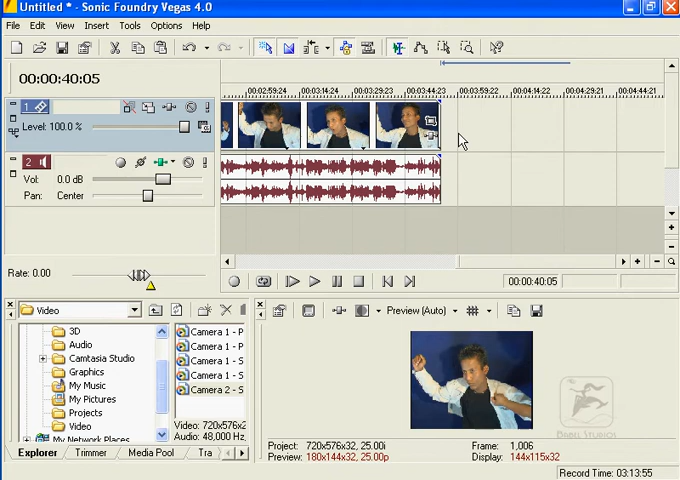 Untitled * - Sonic Foundry Vegas 4.0
File Edit View Insert Tools Options Help
00:00:40:05
00:02:59:24 00:03:14:24 00:03:29:23 00:03:44:23 00:03:59:22 00:04:14:22 00:04:29:21 00:04:44:21
1
Level: 100.0 %
2
Vol: 0.0 dB
Pan: Center
Rate: 0.00
00:00:40:05
Video
Preview (Auto)
3D
Audio
Camtasia Studio
Graphics
My Music
My Pictures
Projects
Video
My Network Places
Camera 1 - P
Camera 1 - P
Camera 1 - S
Camera 1 - S
Camera 2 - S
Video: 720x576x2
Audio: 48,000 Hz,
Explorer Trimmer Media Pool Tra
Project: 720x576x32, 25.00i
Preview: 180x144x32, 25.00p
Frame: 1,006
Display: 144x115x32
Record Time: 03:13:55